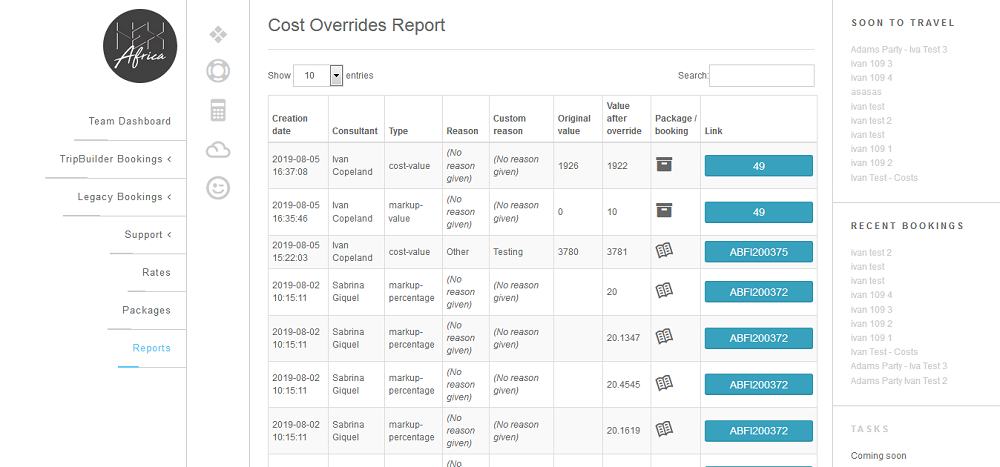 Africa
Team Dashboard
TripBuilder Bookings <
Legacy Bookings <
Support <
Rates
Packages
Reports
Cost Overrides Report
Show 10 entries
Search:
Creation date Consultant Type Reason Custom reason Original value Value after override Package / booking Link
2019-08-05 16:37:08 Ivan Copeland cost-value (No reason given) (No reason given) 1926 1922 49
2019-08-05 16:35:46 Ivan Copeland markup-value (No reason given) (No reason given) 0 10 49
2019-08-05 15:22:03 Ivan Copeland cost-value Other Testing 3780 3781 ABFI200375
2019-08-02 10:15:11 Sabrina Giquel markup-percentage (No reason given) (No reason given) 20 ABFI200372
2019-08-02 10:15:11 Sabrina Giquel markup-percentage (No reason given) (No reason given) 20.1347 ABFI200372
2019-08-02 10:15:11 Sabrina Giquel markup-percentage (No reason given) (No reason given) 20.4545 ABFI200372
2019-08-02 10:15:11 Sabrina Giquel markup-percentage (No reason given) (No reason given) 20.1619 ABFI200372
(No
SOON TO TRAVEL
Adams Party - Iva Test 3
ivan 109 3
ivan 109 4
asasas
ivan test
ivan test 2
ivan test
ivan 109 1
ivan 109 2
Ivan Test - Costs
RECENT BOOKINGS
ivan test 2
ivan test
ivan test
ivan 109 4
ivan 109 3
ivan 109 2
ivan 109 1
Ivan Test - Costs
Adams Party - Iva Test 3
Adams Party Ivan Test 2
TASKS
Coming soon